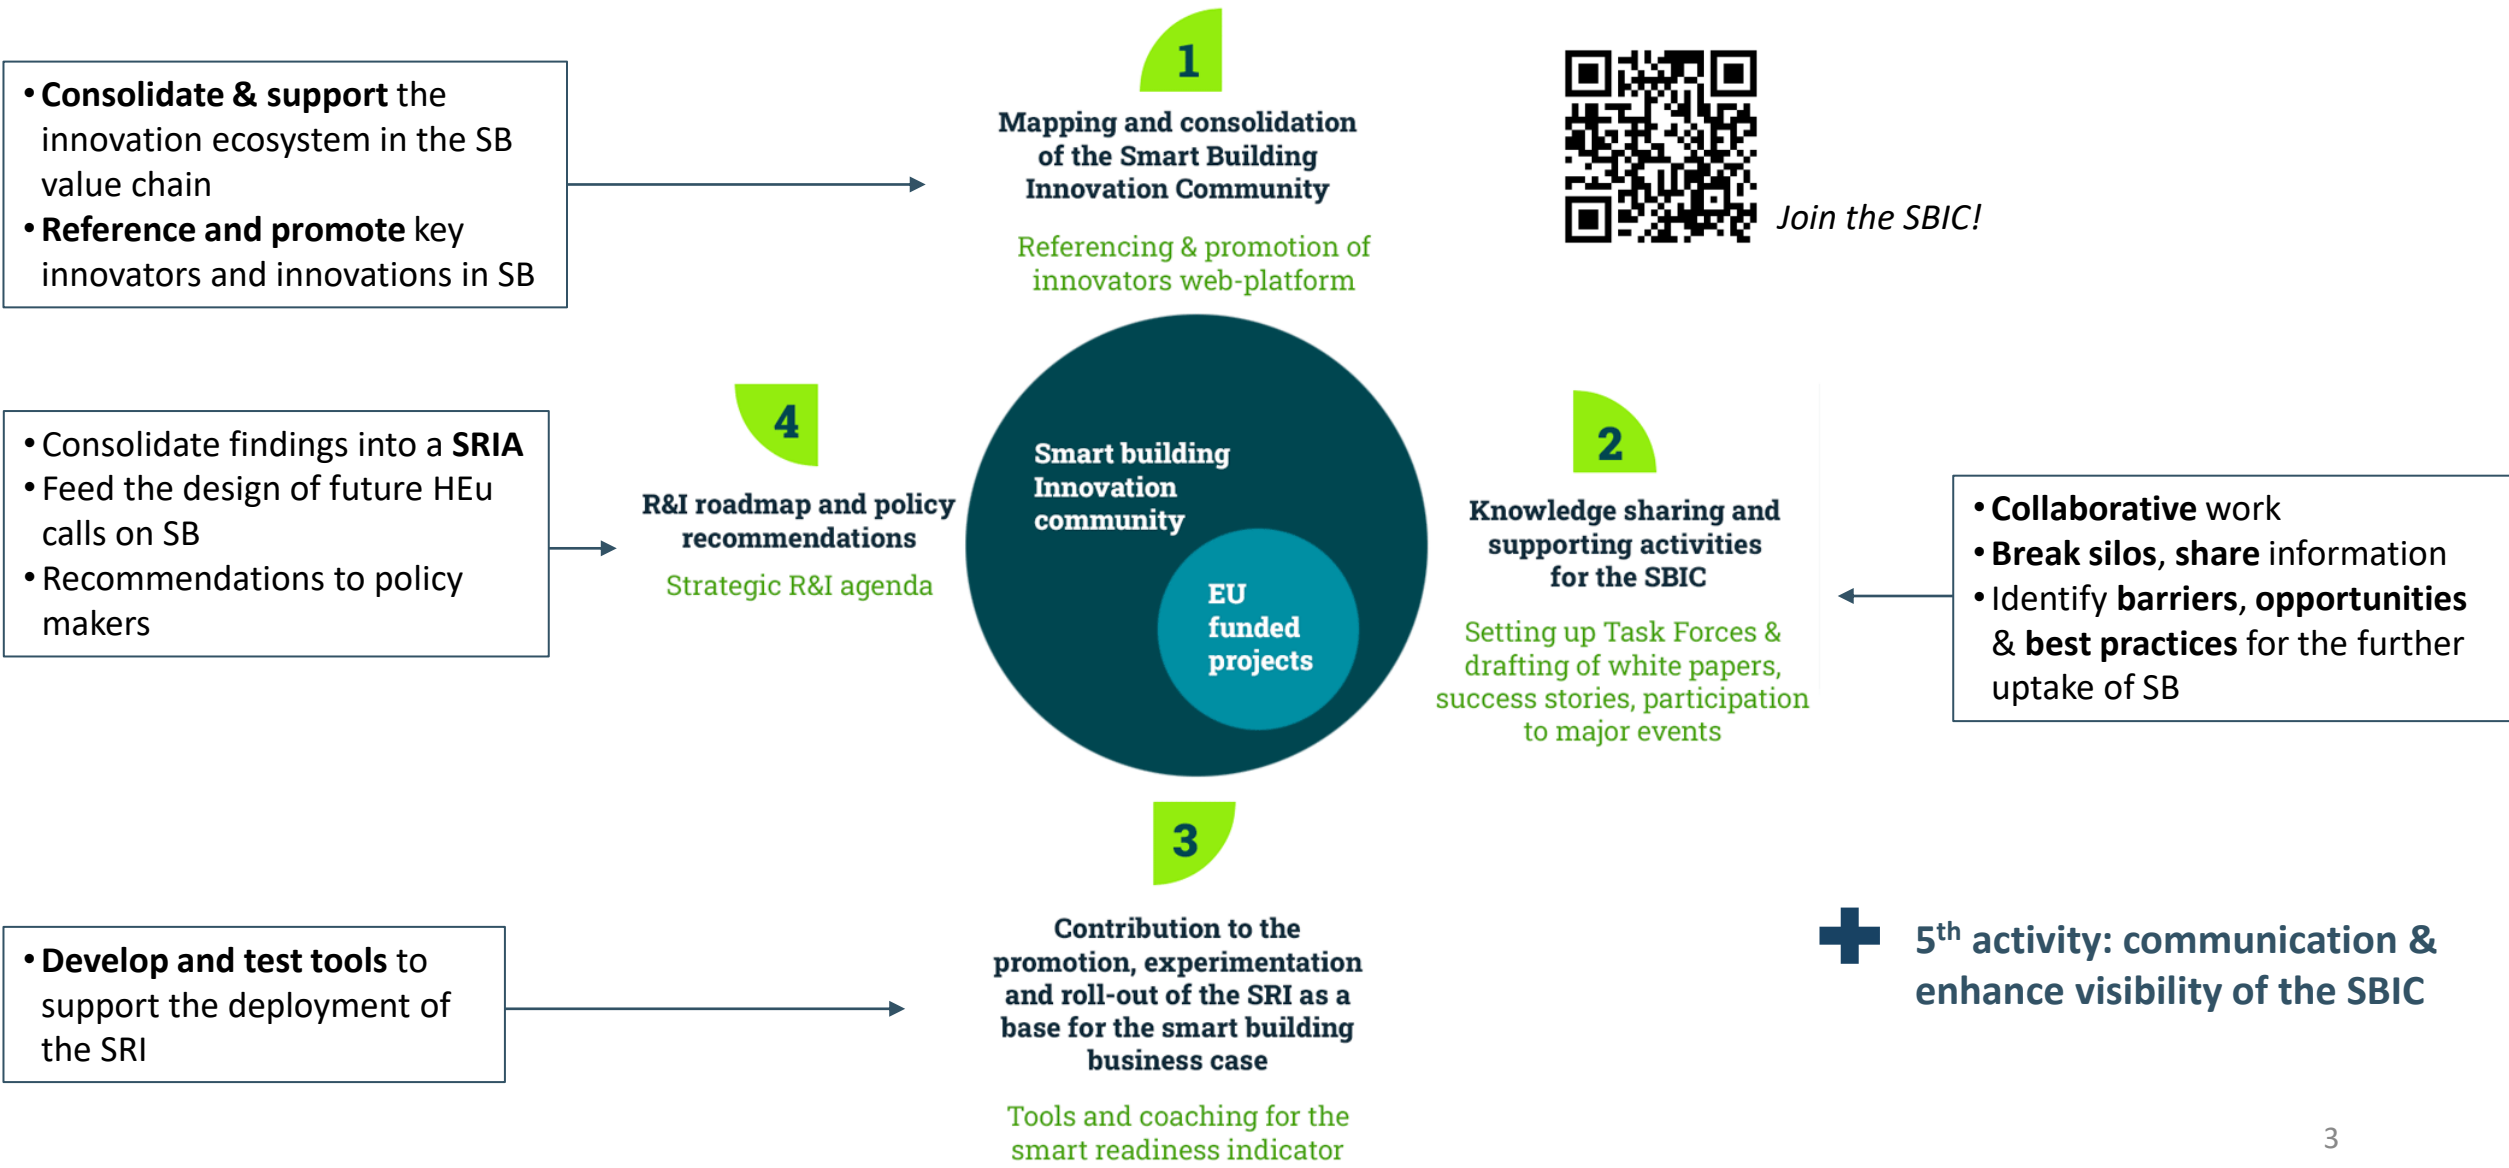 • Consolidate & support the
innovation ecosystem in the SB
value chain
• Reference and promote key
innovators and innovations in SB
1
Mapping and consolidation
of the Smart Building
Innovation Community
Referencing & promotion of
innovators web-platform
Join the SBIC!
• Consolidate findings into a SRIA
• Feed the design of future HEu
calls on SB
• Recommendations to policy
makers
4
R&I roadmap and policy
recommendations
Strategic R&I agenda
Smart building
Innovation
community
EU
funded
projects
2
Knowledge sharing and
supporting activities
for the SBIC
Setting up Task Forces &
drafting of white papers,
success stories, participation
to major events
• Collaborative work
• Break silos, share information
• Identify barriers, opportunities
& best practices for the further
uptake of SB
• Develop and test tools to
support the deployment of
the SRI
3
Contribution to the
promotion, experimentation
and roll-out of the SRI as a
base for the smart building
business case
Tools and coaching for the
smart readiness indicator
5th activity: communication &
enhance visibility of the SBIC
3